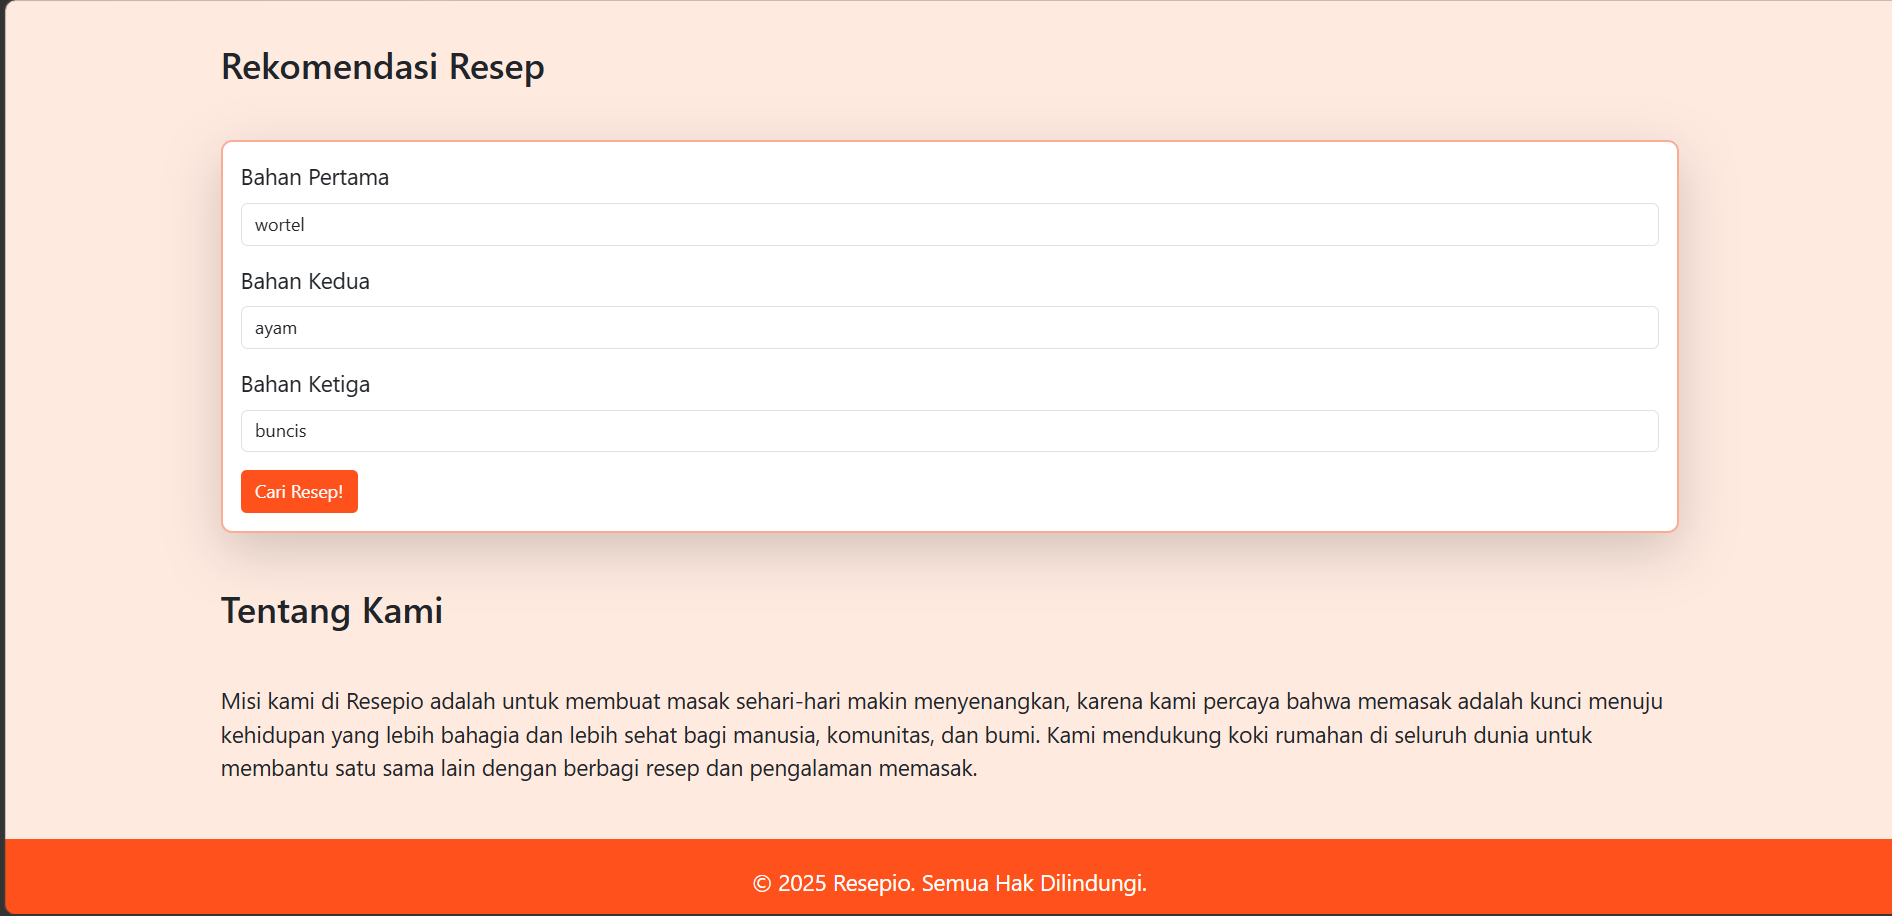 Rekomendasi Resep
Bahan Pertama
wortel
Bahan Kedua
ayam
Bahan Ketiga
buncis
Cari Resep!
Tentang Kami
Misi kami di Resepio adalah untuk membuat masak sehari-hari makin menyenangkan, karena kami percaya bahwa memasak adalah kunci menuju
kehidupan yang lebih bahagia dan lebih sehat bagi manusia, komunitas, dan bumi. Kami mendukung koki rumahan di seluruh dunia untuk
membantu satu sama lain dengan berbagi resep dan pengalaman memasak.
© 2025 Resepio. Semua Hak Dilindungi.